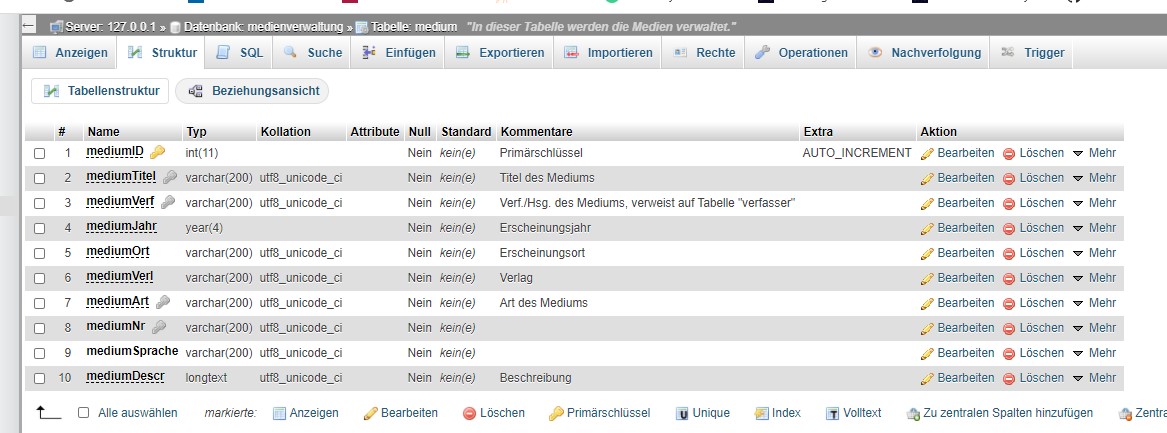 Server: 127.0.0.1 » Datenbank: medienverwaltung » Tabelle: medium "In dieser Tabelle werden die Medien verwaltet."
Anzeigen Struktur SQL Suche Einfügen Exportieren Importieren Rechte Operationen Nachverfolgung Trigger
Tabellenstruktur Beziehungsansicht
# Name Typ Kollation Attribute Null Standard Kommentare Extra Aktion
1 mediumID int(11) Nein kein(e) Primärschlüssel AUTO_INCREMENT Bearbeiten Löschen Mehr
2 mediumTitel varchar(200) utf8_unicode_ci Nein kein(e) Titel des Mediums Bearbeiten Löschen Mehr
3 mediumVerf varchar(200) utf8_unicode_ci Nein kein(e) Verf./Hsg. des Mediums, verweist auf Tabelle "verfasser" Bearbeiten Löschen Mehr
4 mediumJahr year(4) Nein kein(e) Erscheinungsjahr Bearbeiten Löschen Mehr
5 mediumOrt varchar(200) utf8_unicode_ci Nein kein(e) Erscheinungsort Bearbeiten Löschen Mehr
6 mediumVerl varchar(200) utf8_unicode_ci Nein kein(e) Verlag Bearbeiten Löschen Mehr
7 mediumArt varchar(200) utf8_unicode_ci Nein kein(e) Art des Mediums Bearbeiten Löschen Mehr
8 mediumNr varchar(200) utf8_unicode_ci Nein kein(e) Bearbeiten Löschen Mehr
9 mediumSprache varchar(200) utf8_unicode_ci Nein kein(e) Bearbeiten Löschen Mehr
10 mediumDescr longtext utf8_unicode_ci Nein kein(e) Beschreibung Bearbeiten Löschen Mehr
Alle auswählen markierte: Anzeigen Bearbeiten Löschen Primärschlüssel Unique Index Volltext Zu zentralen Spalten hinzufügen Zentra